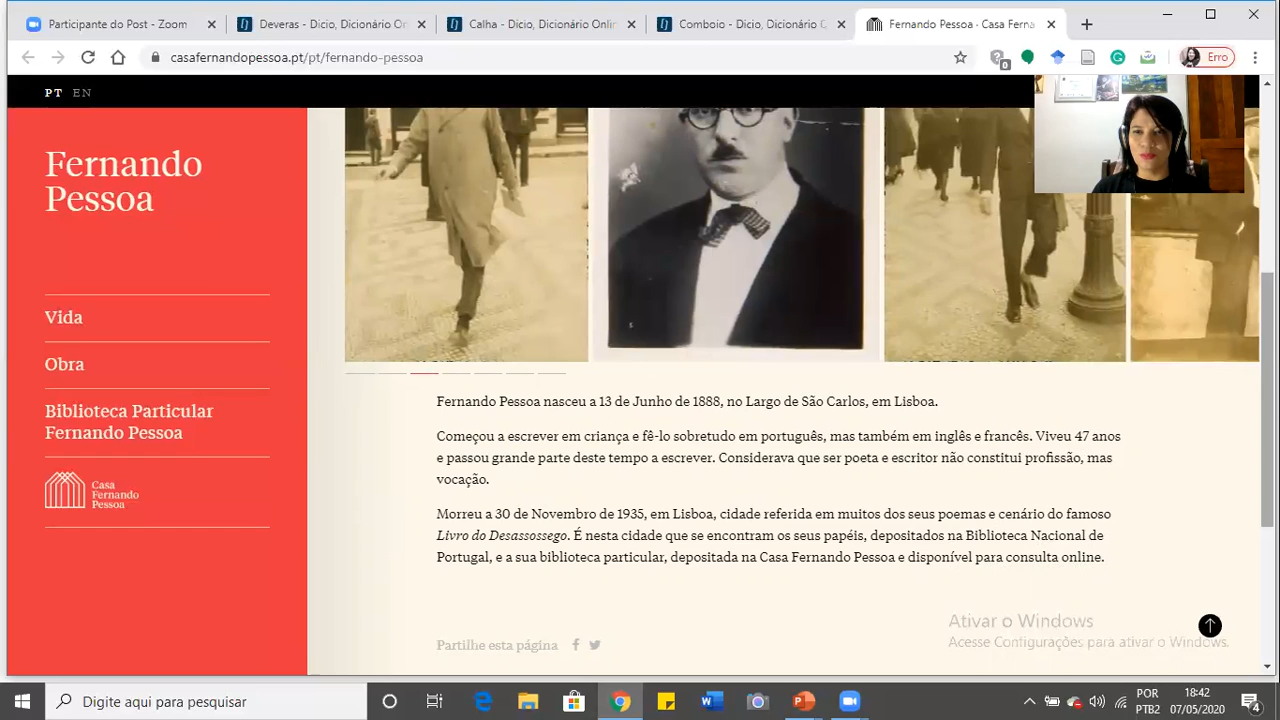 Participante do Post - Zoom
Deveras - Dicio, Dicionário On
Calha - Dicio, Dicionário Onlin
Comboio - Dicio, Dicionário O
Fernando Pessoa · Casa Ferna
casafernandopessoa.pt/pt/fernando-pessoa
0
Erro
PT EN
Fernando
Pessoa
Vida
Obra
Biblioteca Particular
Fernando Pessoa
Casa
Fernando
Pessoa
Fernando Pessoa nasceu a 13 de Junho de 1888, no Largo de São Carlos, em Lisboa.
Começou a escrever em criança e fê-lo sobretudo em português, mas também em inglês e francês. Viveu 47 anos
e passou grande parte deste tempo a escrever. Considerava que ser poeta e escritor não constitui profissão, mas
vocação.
Morreu a 30 de Novembro de 1935, em Lisboa, cidade referida em muitos dos seus poemas e cenário do famoso
Livro do Desassossego. É nesta cidade que se encontram os seus papéis, depositados na Biblioteca Nacional de
Portugal, e a sua biblioteca particular, depositada na Casa Fernando Pessoa e disponível para consulta online.
Partilhe esta página
Ativar o Windows
Acesse Configurações para ativar o Windows.
Digite aqui para pesquisar
POR
PTB2
18:42
07/05/2020
4